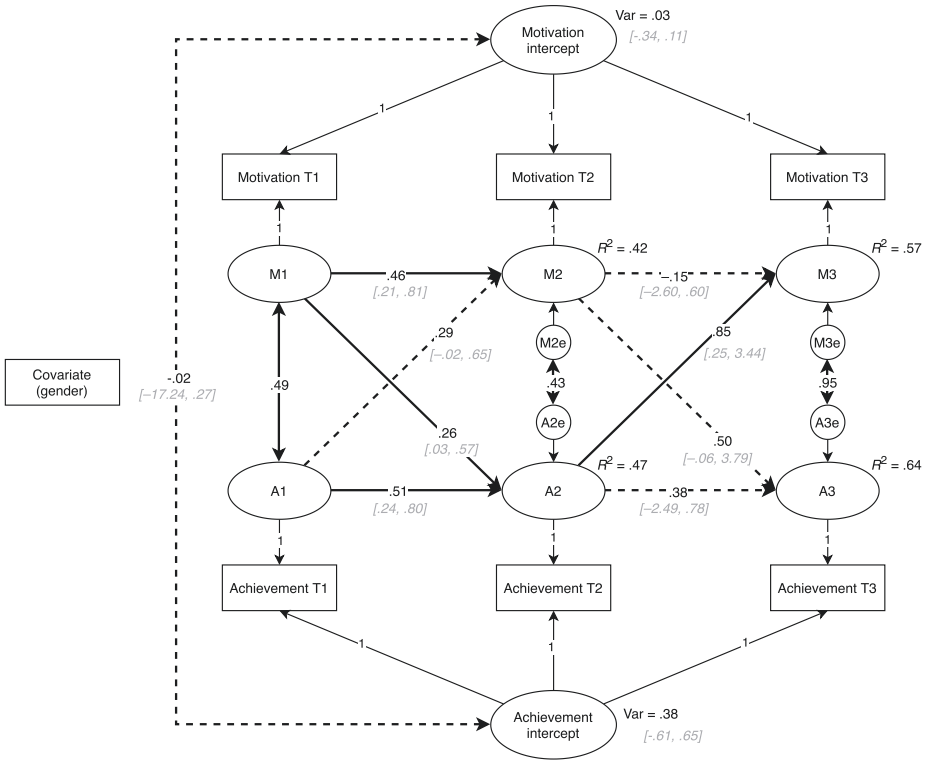 Motivation
intercept
Var = .03
[-.34, .11]
1
1
1
Motivation T1
Motivation T2
Motivation T3
1
1
1
R² = .42
R² = .57
M1
.46
[.21, .81]
M2
–.15
[–2.60, .60]
M3
.29
[–.02, .65]
M2e
.85
[.25, 3.44]
M3e
Covariate
(gender)
-.02
[–17.24, .27]
.49
.43
.95
A2e
A3e
.26
[.03, .57]
.50
[–.06, 3.79]
R² = .47
R² = .64
A1
.51
[.24, .80]
A2
.38
[–2.49, .78]
A3
1
1
1
Achievement T1
Achievement T2
Achievement T3
1
1
1
Achievement
intercept
Var = .38
[-.61, .65]